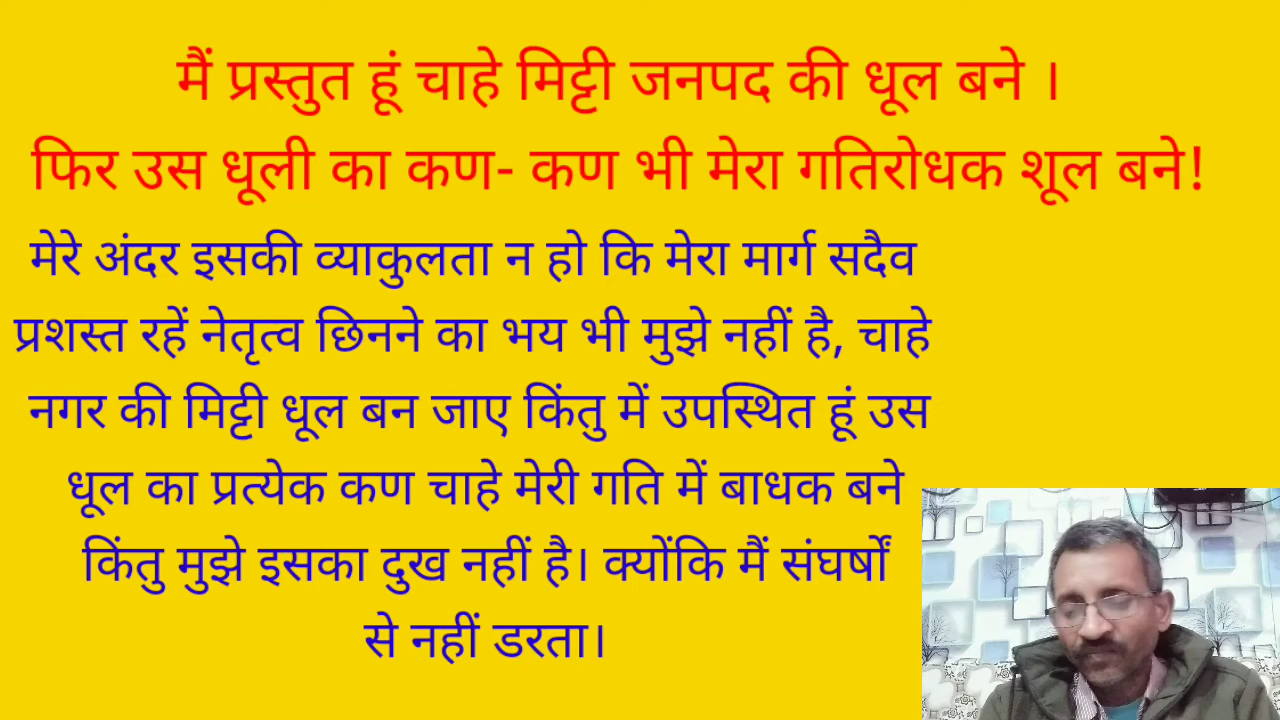 मैं प्रस्तुत हूं चाहे मिट्टी जनपद की धूल बने ।
फिर उस धूली का कण- कण भी मेरा गतिरोधक शूल बने!
मेरे अंदर इसकी व्याकुलता न हो कि मेरा मार्ग सदैव
प्रशस्त रहें नेतृत्व छिनने का भय भी मुझे नहीं है, चाहे
नगर की मिट्टी धूल बन जाए किंतु में उपस्थित हूं उस
धूल का प्रत्येक कण चाहे मेरी गति में बाधक बने
किंतु मुझे इसका दुख नहीं है। क्योंकि मैं संघर्षों
से नहीं डरता।